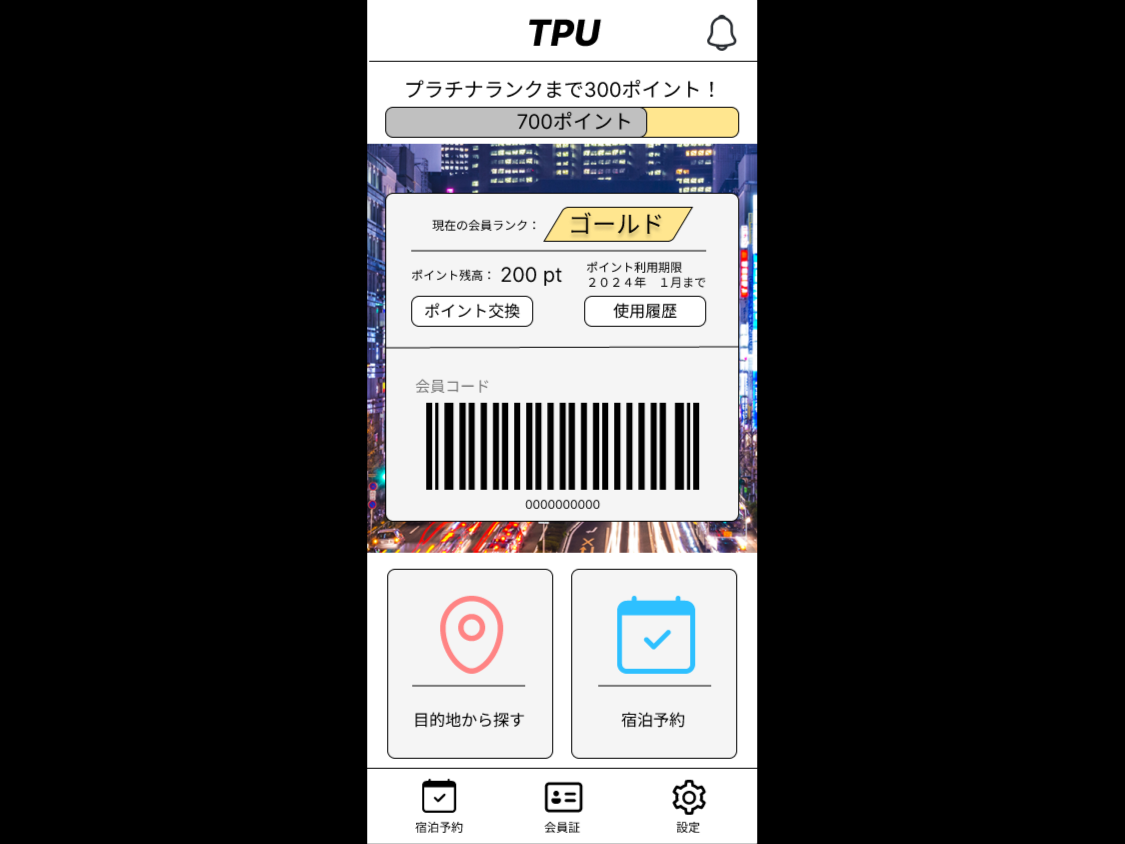 TPU
プラチナランクまで300ポイント！
700ポイント
現在の会員ランク： ゴールド
ポイント残高： 200 pt
ポイント利用期限
２０２４年　１月まで
ポイント交換
使用履歴
会員コード
0000000000
目的地から探す
宿泊予約
宿泊予約
会員証
設定